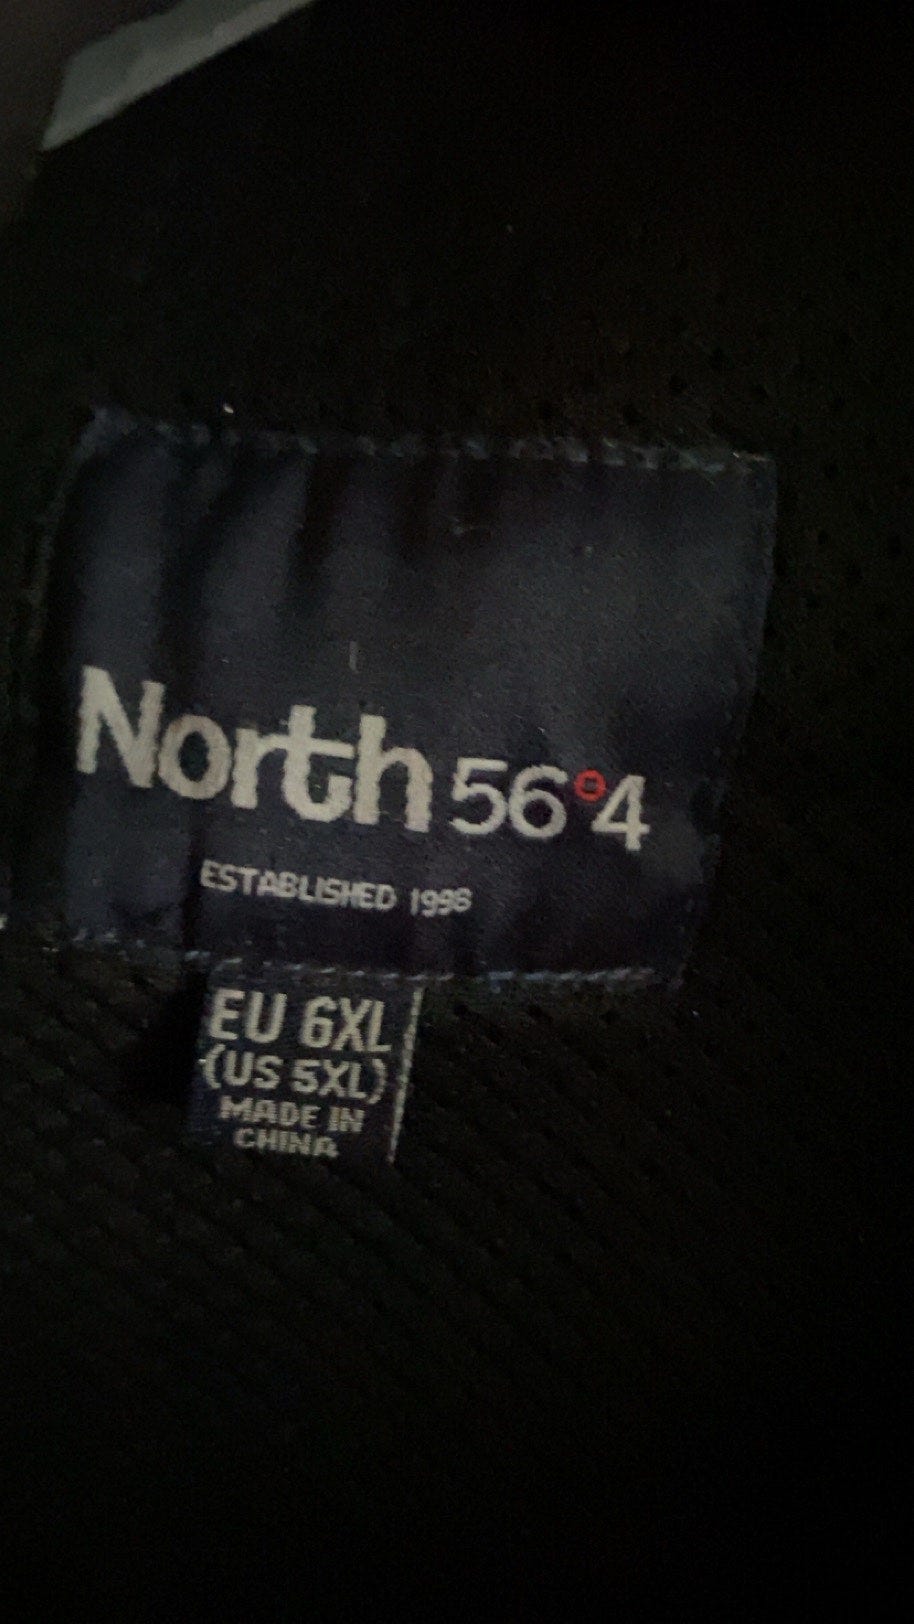 North 56°4
ESTABLISHED 1998
EU 6XL
(US 5XL)
MADE IN
CHINA